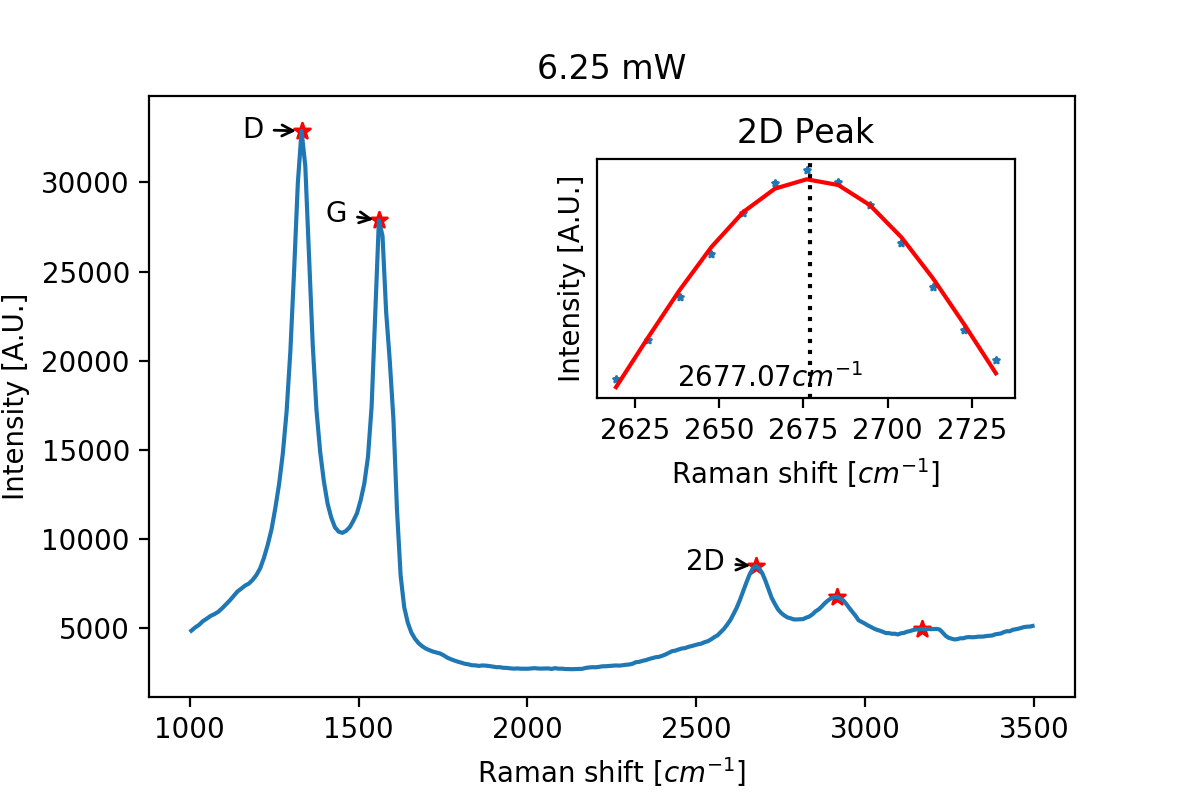 6.25 mW
D
G
2D
Intensity [A.U.]
30000
25000
20000
15000
10000
5000
1000 1500 2000 2500 3000 3500
Raman shift [cm⁻¹]
2D Peak
Intensity [A.U.]
2677.07cm⁻¹
2625 2650 2675 2700 2725
Raman shift [cm⁻¹]